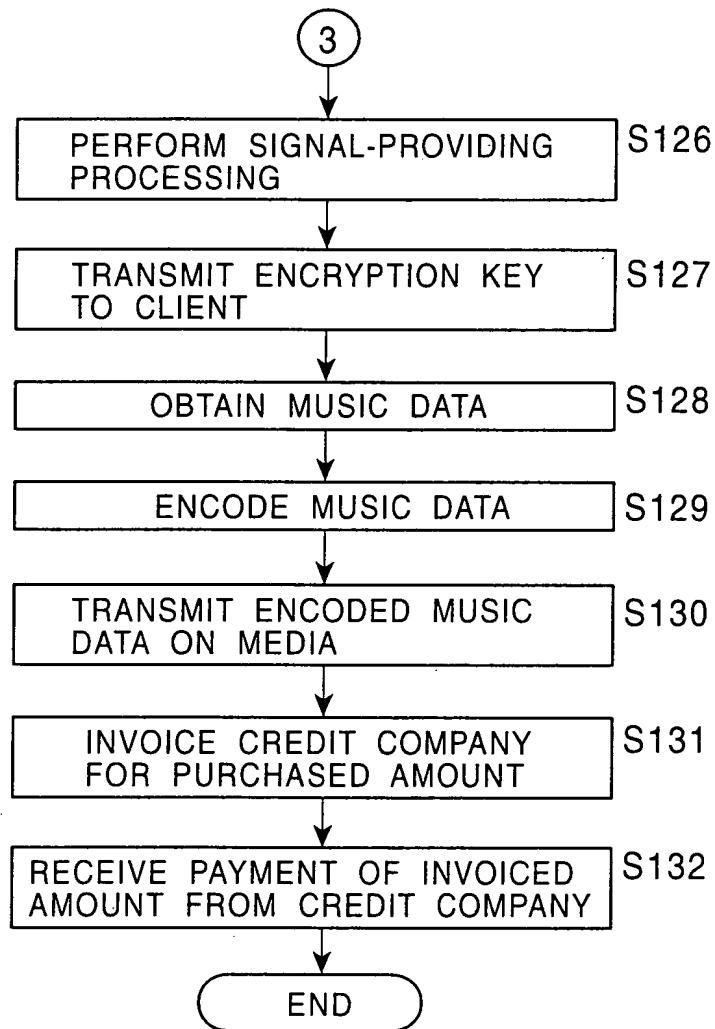 3
PERFORM SIGNAL-PROVIDING
PROCESSING
S126
TRANSMIT ENCRYPTION KEY
TO CLIENT
S127
OBTAIN MUSIC DATA
S128
ENCODE MUSIC DATA
S129
TRANSMIT ENCODED MUSIC
DATA ON MEDIA
S130
INVOICE CREDIT COMPANY
FOR PURCHASED AMOUNT
S131
RECEIVE PAYMENT OF INVOICED
AMOUNT FROM CREDIT COMPANY
S132
END